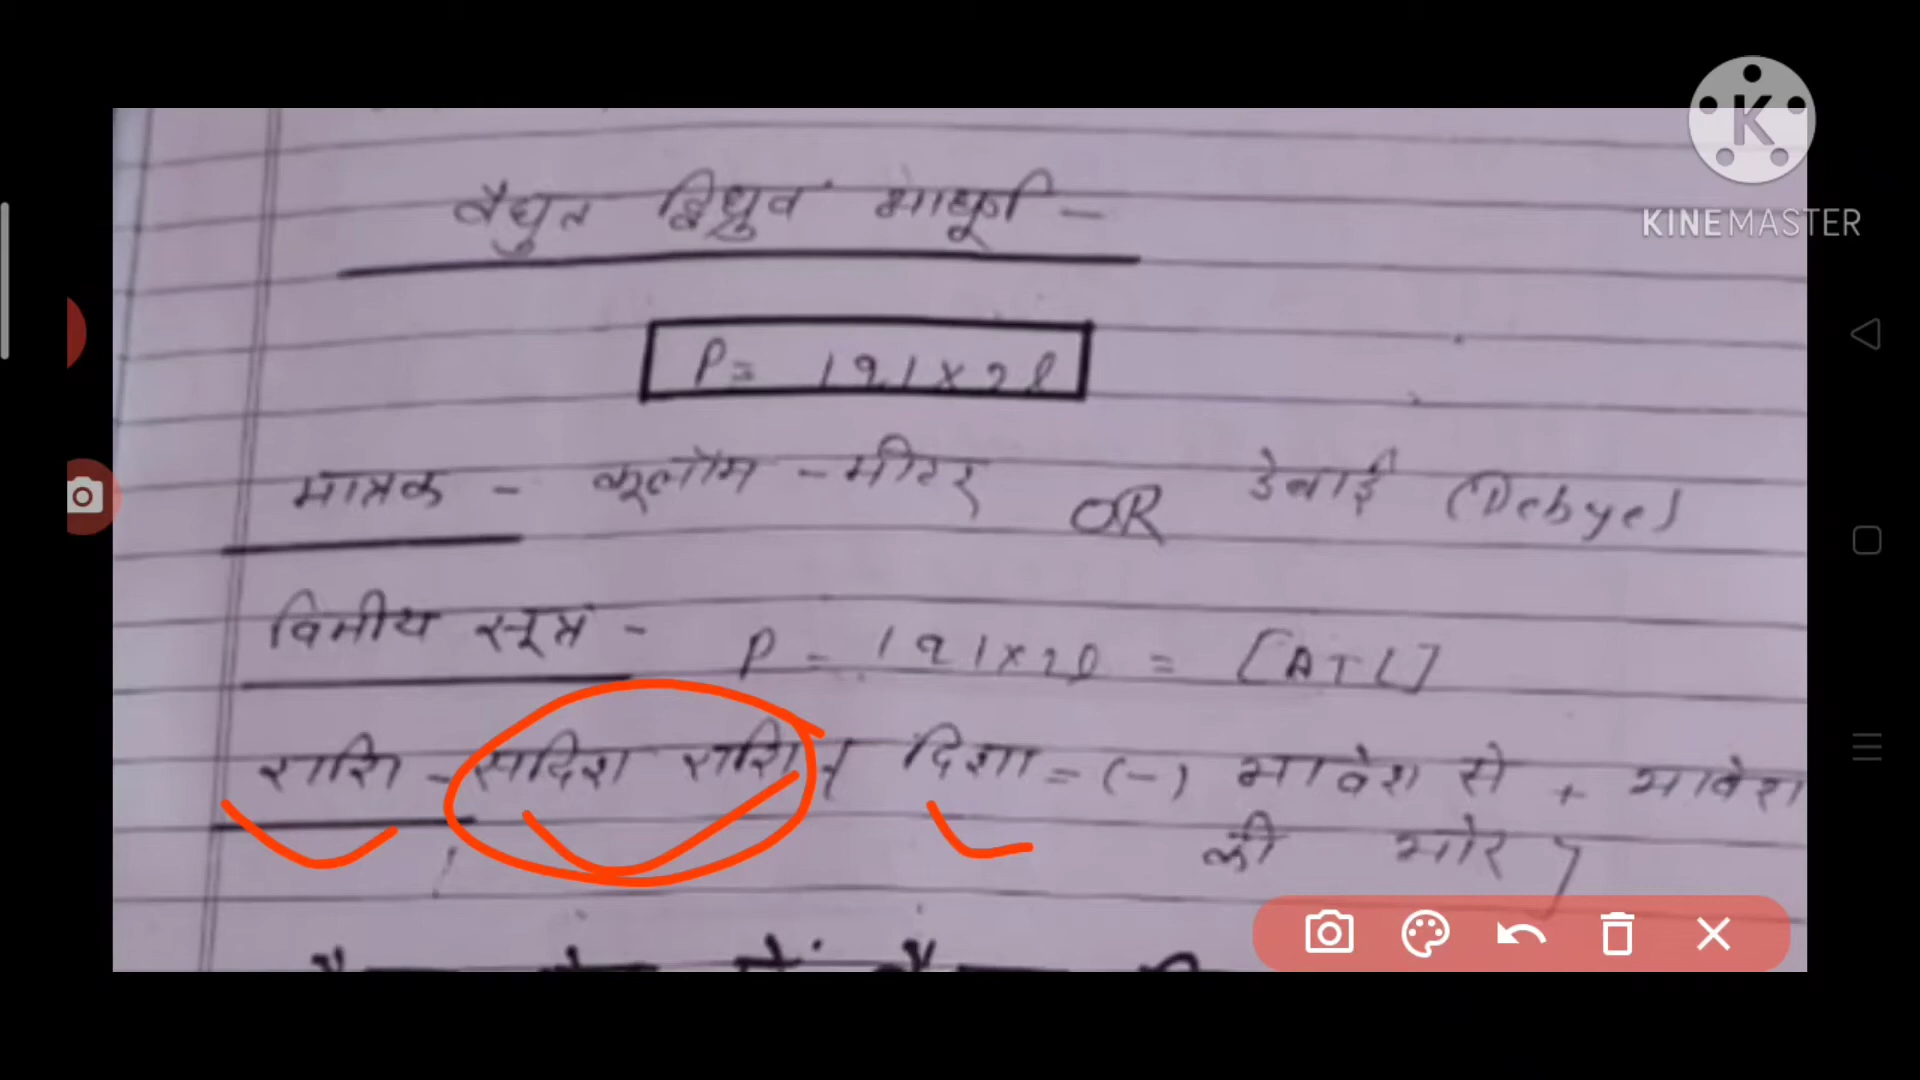 KINEMASTER
वैधुत द्विध्रुवं आघूर्ण -
P = |q|×2l
मात्रक - कूलॉम - मीटर OR डेबाई (Debye)
विमीय सूत्र - P = |q|×2l = [ATL]
राशि - सदिश राशि, दिशा = (-) आवेश से + आवेश
की ओर